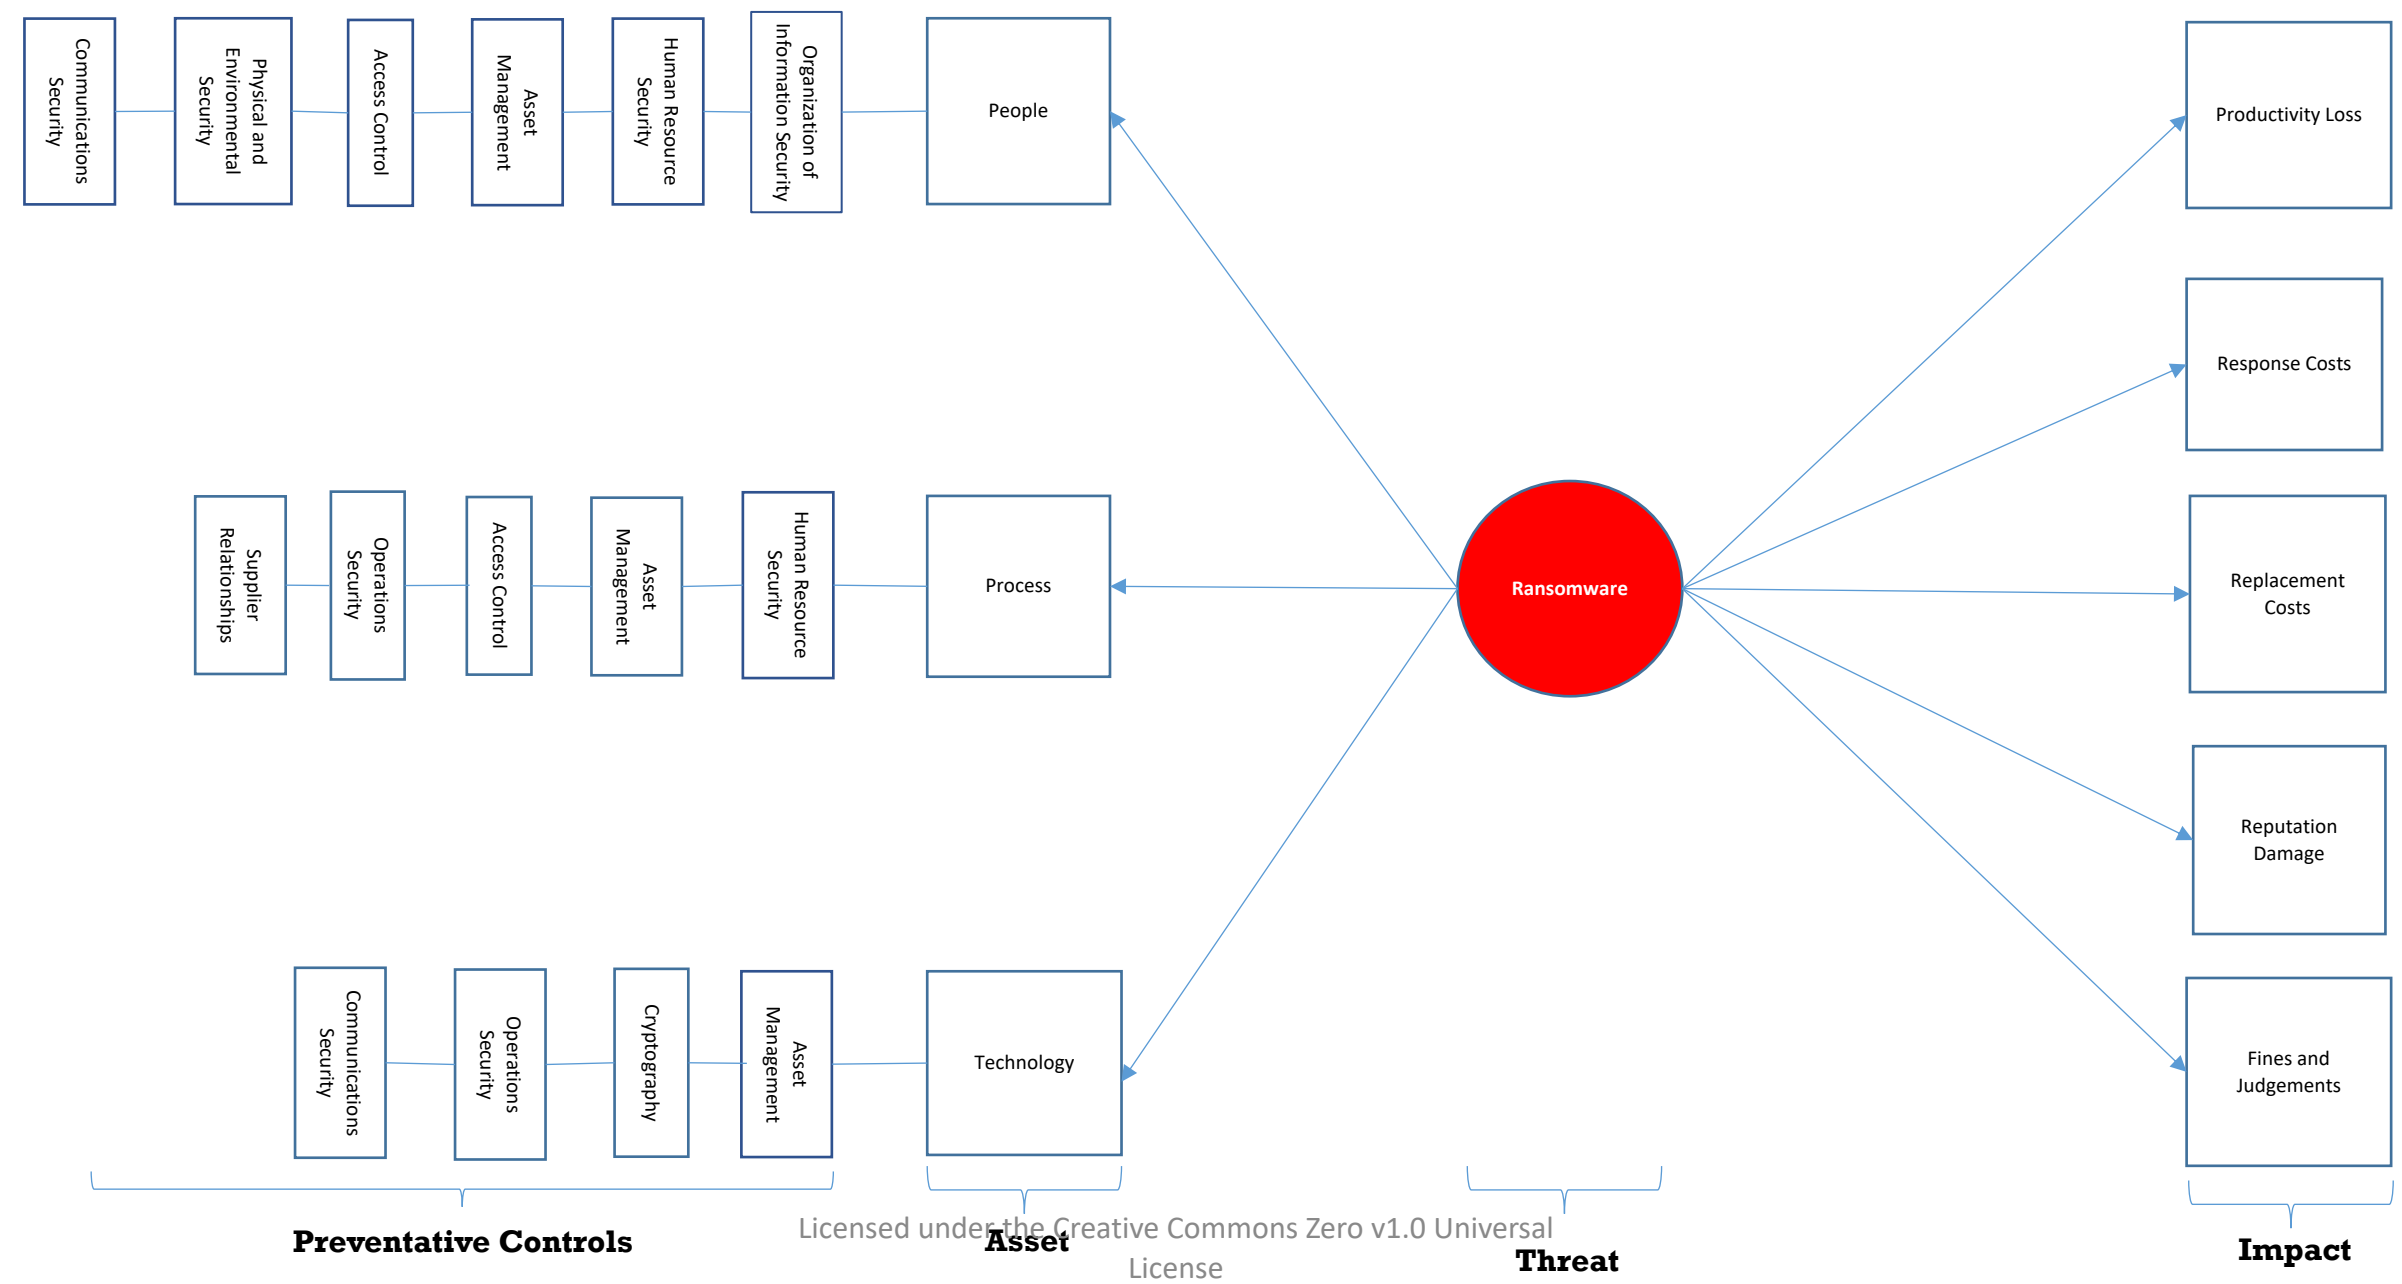 Communications
Security
Physical and
Environmental
Security
Access Control
Asset
Management
Human Resource
Security
Organization of
Information Security
People
Productivity Loss
Response Costs
Supplier
Relationships
Operations
Security
Access Control
Asset
Management
Human Resource
Security
Process
Ransomware
Replacement
Costs
Reputation
Damage
Communications
Security
Operations
Security
Cryptography
Asset
Management
Technology
Fines and
Judgements
Preventative Controls
Asset
Threat
Impact
Licensed under the Creative Commons Zero v1.0 Universal
License